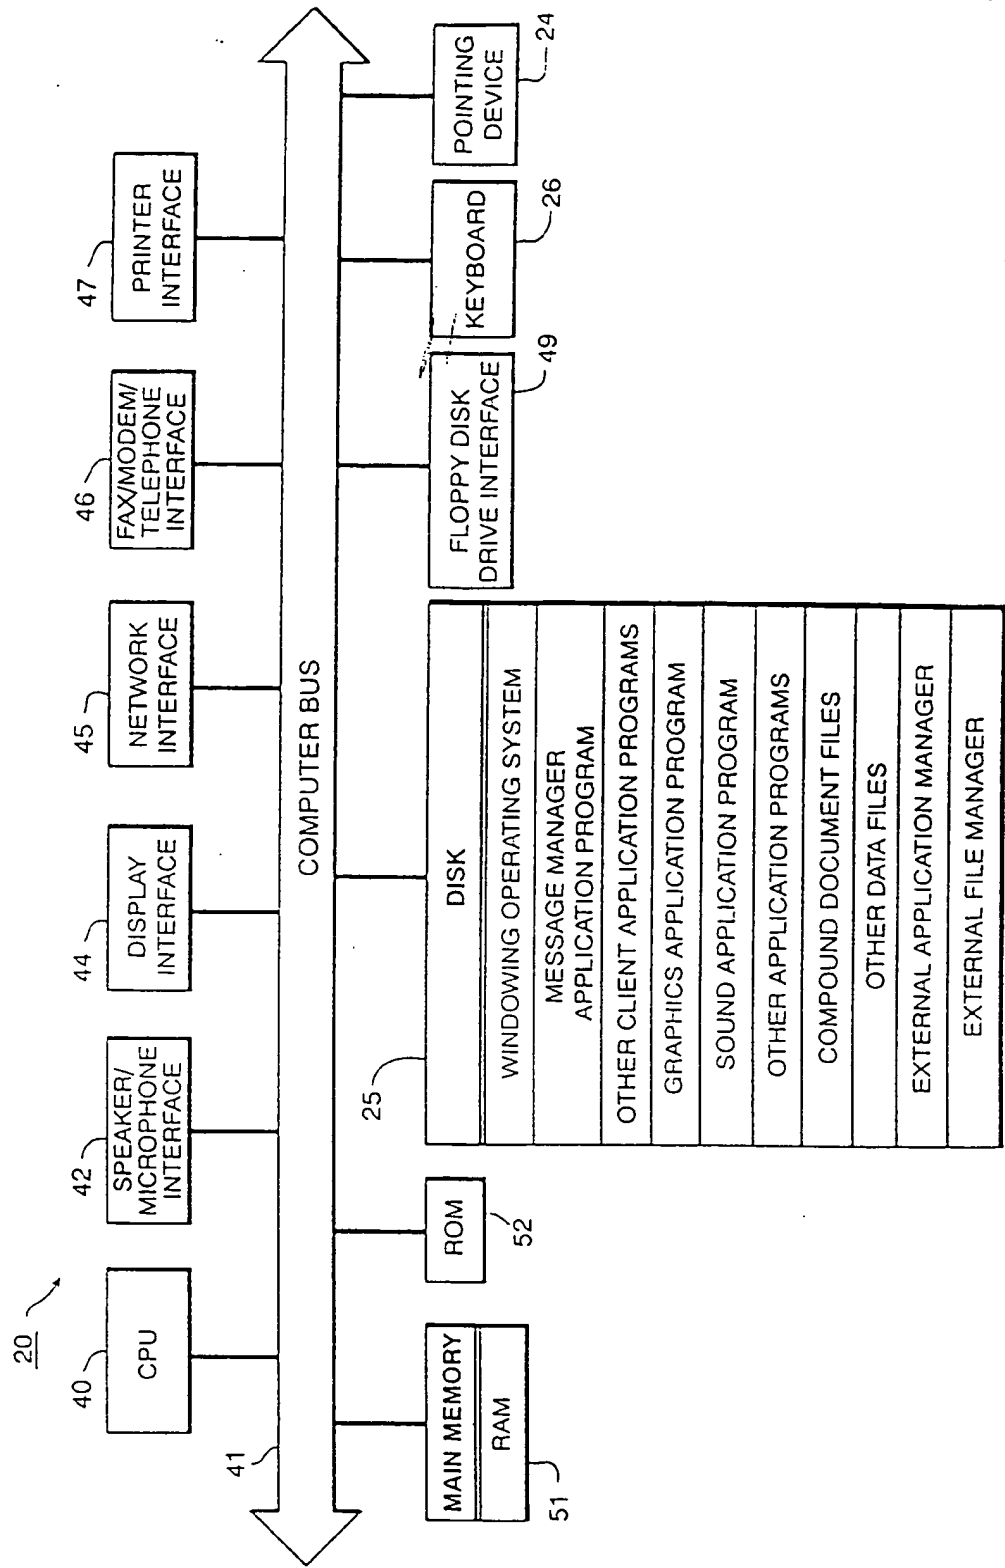 20
40
CPU
42
SPEAKER/
MICROPHONE
INTERFACE
44
DISPLAY
INTERFACE
45
NETWORK
INTERFACE
46
FAX/MODEM/
TELEPHONE
INTERFACE
47
PRINTER
INTERFACE
41
COMPUTER BUS
MAIN MEMORY
RAM
51
ROM
52
25
DISK
WINDOWING OPERATING SYSTEM
MESSAGE MANAGER
APPLICATION PROGRAM
OTHER CLIENT APPLICATION PROGRAMS
GRAPHICS APPLICATION PROGRAM
SOUND APPLICATION PROGRAM
OTHER APPLICATION PROGRAMS
COMPOUND DOCUMENT FILES
OTHER DATA FILES
EXTERNAL APPLICATION MANAGER
EXTERNAL FILE MANAGER
FLOPPY DISK
DRIVE INTERFACE
49
KEYBOARD
26
POINTING
DEVICE
24